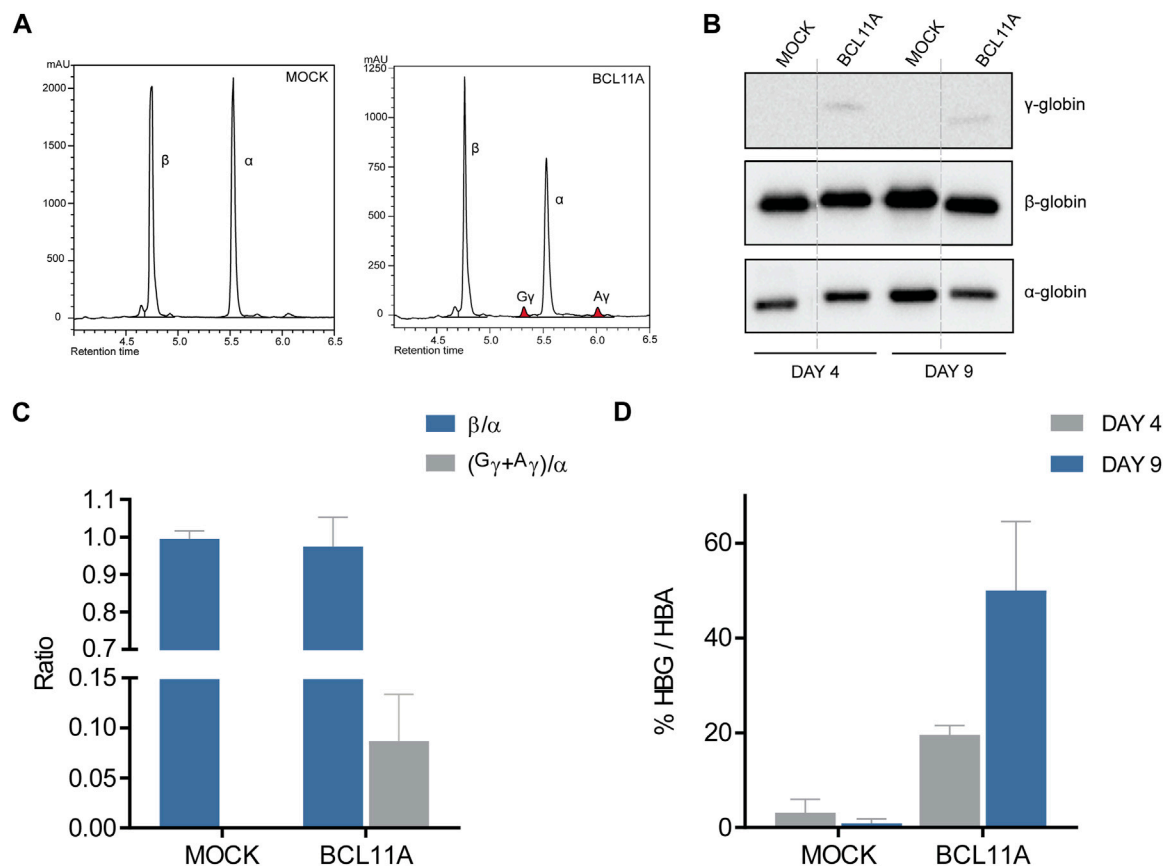 A
mAU
MOCK
2000
1500
1000
500
0
β
α
4.5 5.0 5.5 6.0 6.5
Retention time
mAU
BCL11A
1250
1000
750
500
250
0
β
α
Gγ
Aγ
4.5 5.0 5.5 6.0 6.5
Retention time
B
MOCK BCL11A MOCK BCL11A
γ-globin
β-globin
α-globin
DAY 4 DAY 9
C
β/α
(Gγ+Aγ)/α
Ratio
1.1
1.0
0.9
0.8
0.7
0.15
0.10
0.05
0.00
MOCK BCL11A
D
DAY 4
DAY 9
% HBG / HBA
60
40
20
0
MOCK BCL11A